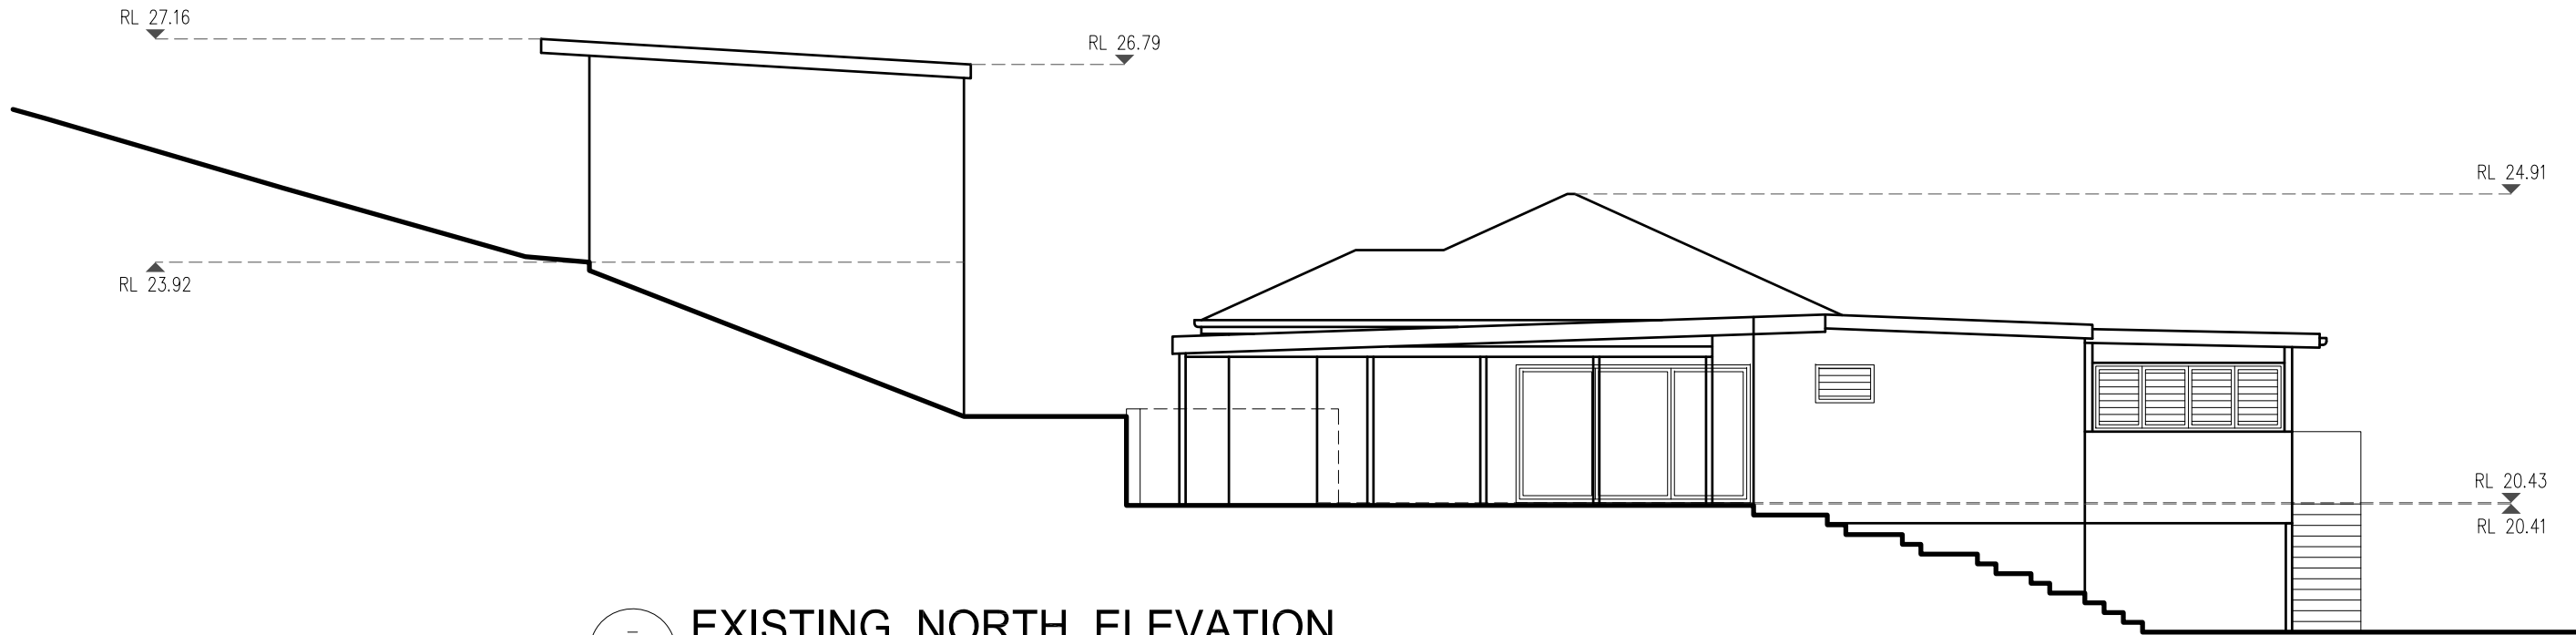 RL 27.16
RL 26.79
RL 24.91
RL 23.92
RL 20.43
RL 20.41
EXISTING NORTH ELEVATION